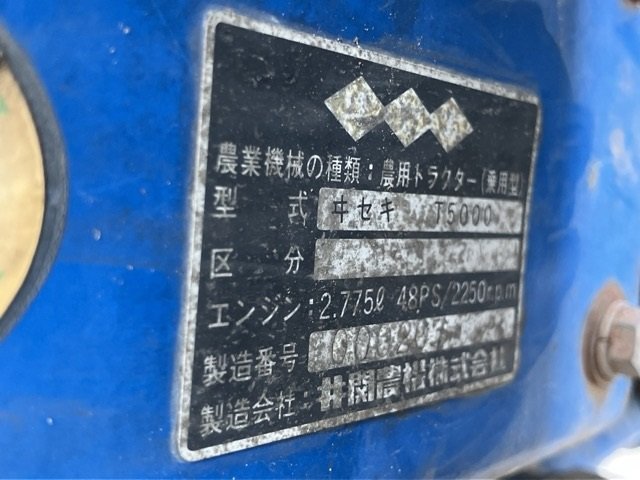 農業機械の種類:農用トラクター(乗用型)
型式 ヰセキ T5000
区分
エンジン:2.775ℓ 48PS/2250r.p.m
製造番号
製造会社:井関農機株式会社